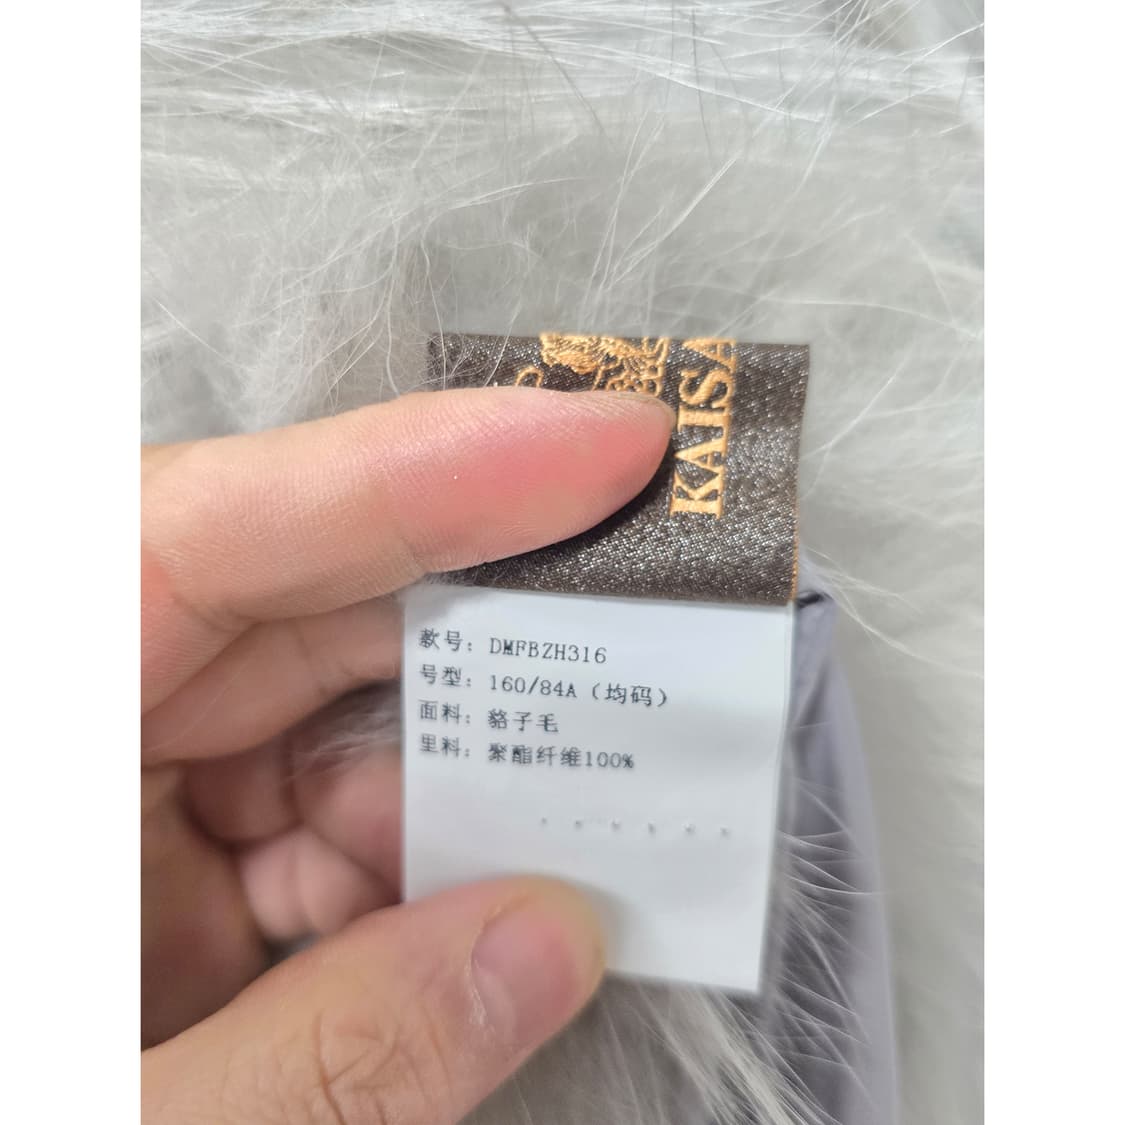 KAISA
款号：DMFBZH316
号型：160/84A（均码）
面料：貉子毛
里料：聚酯纤维100%